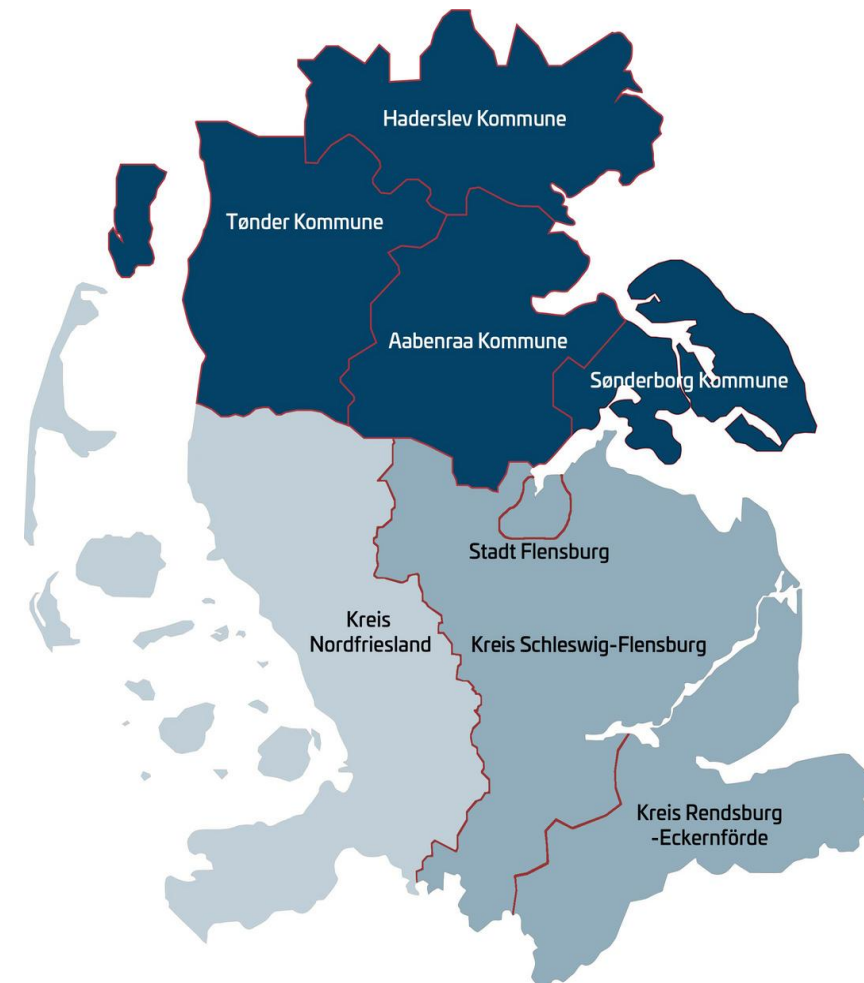 Haderslev Kommune
Tønder Kommune
Aabenraa Kommune
Sønderborg Kommune
Stadt Flensburg
Kreis
Nordfriesland
Kreis Schleswig-Flensburg
Kreis Rendsburg
-Eckernförde